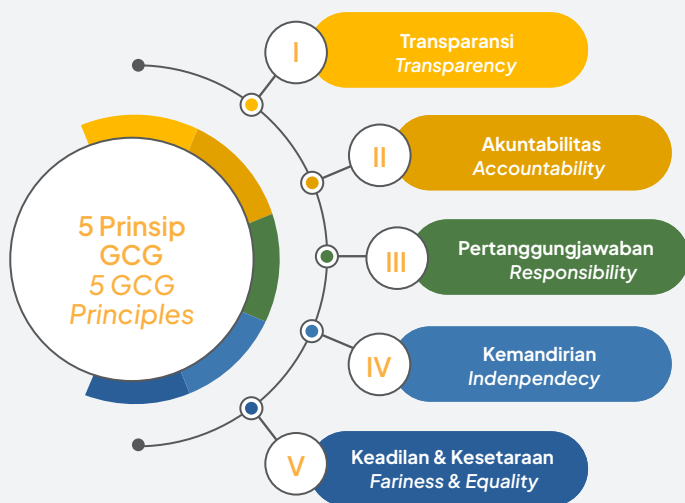 5 Prinsip
GCG
5 GCG
Principles
I
Transparansi
Transparency
II
Akuntabilitas
Accountability
III
Pertanggungjawaban
Responsibility
IV
Kemandirian
Indenpendecy
V
Keadilan & Kesetaraan
Fariness & Equality